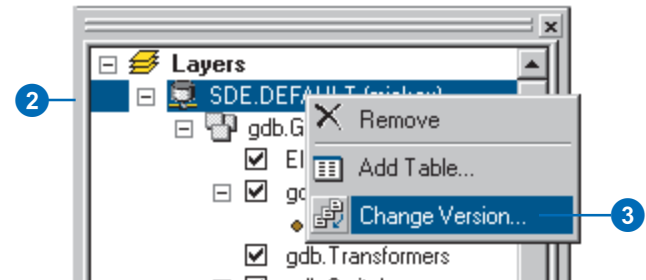 Layers
2
SDE.DEFAULT
Remove
Add Table...
Change Version...
3
gdb.Transformers